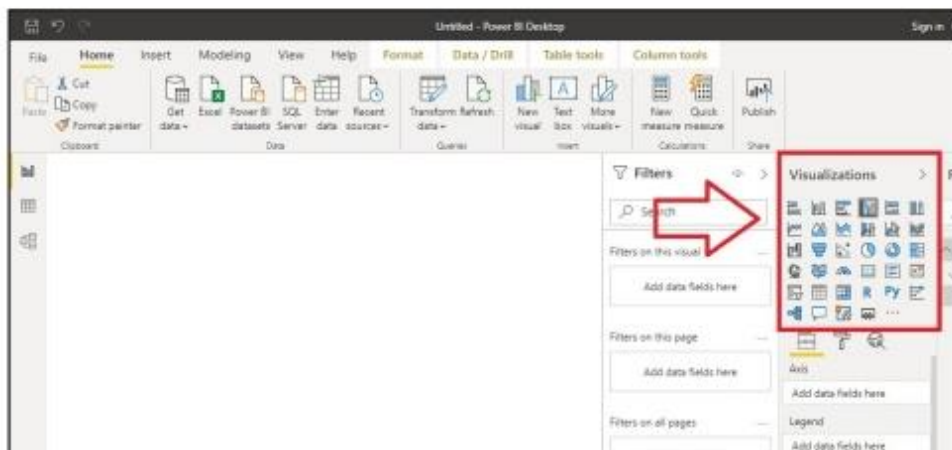 Untitled - Power BI Desktop
Sign in
File Home Insert Modeling View Help Format Data / Drill Table tools Column tools
Paste
Cut
Copy
Format painter
Clipboard
Get data
Excel
Power BI datasets
SQL Server
Enter data
Recent sources
Data
Transform data
Refresh
Queries
New visual
Text box
More visuals
Insert
New measure
Quick measure
Calculations
Publish
Share
Filters
Search
Filters on this visual
Add data fields here
Filters on this page
Add data fields here
Filters on all pages
Visualizations
R Py
Axis
Add data fields here
Legend
Add data fields here